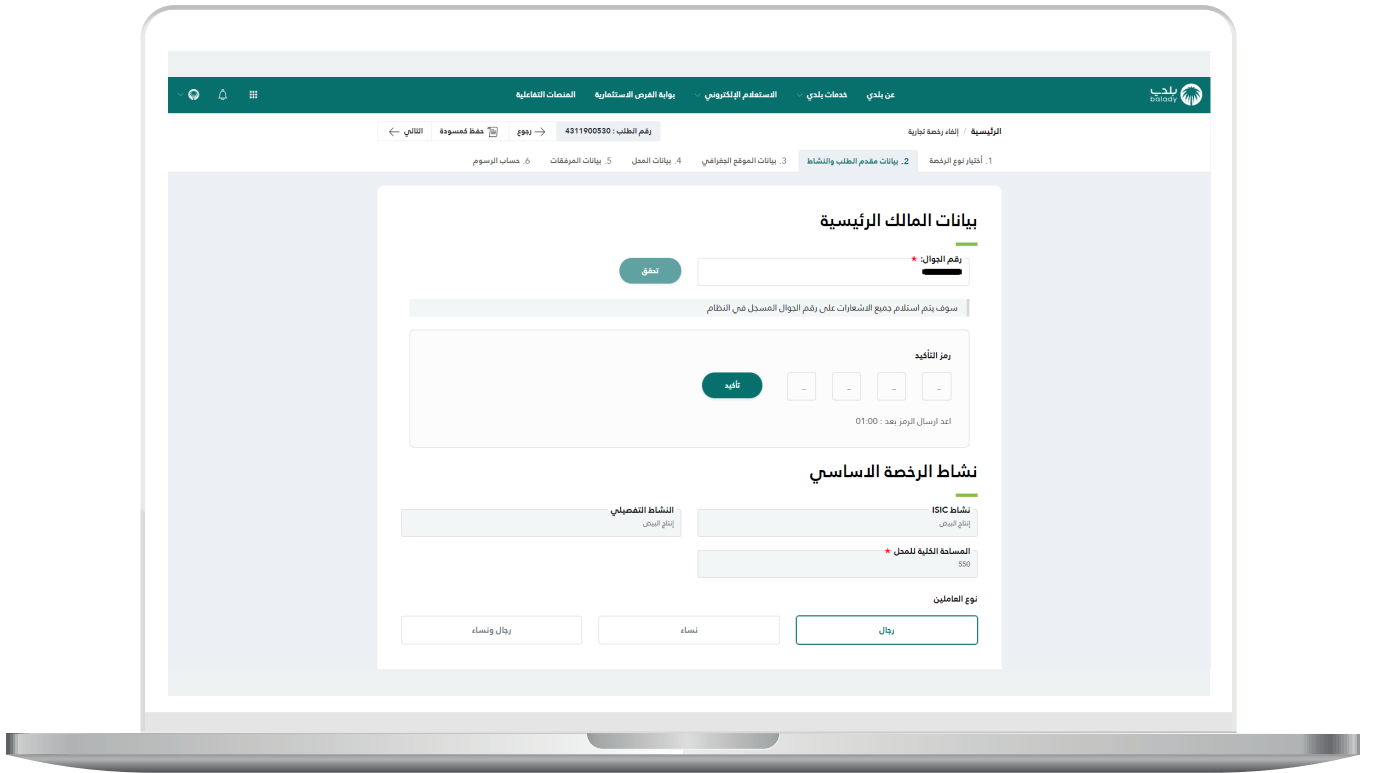 بلدي
balady
عن بلدي
خدمات بلدي
الاستعلام الإلكتروني
بوابة الفرص الاستثمارية
المنصات التفاعلية
الرئيسية / إلغاء رخصة تجارية
رقم الطلب : 4311900530
رجوع
حفظ كمسودة
التالي
1. أختيار نوع الرخصة
2. بيانات مقدم الطلب والنشاط
3. بيانات الموقع الجغرافي
4. بيانات المحل
5. بيانات المرفقات
6. حساب الرسوم
بيانات المالك الرئيسية
رقم الجوال: *
تحقق
سوف يتم استلام جميع الاشعارات على رقم الجوال المسجل في النظام
رمز التأكيد
_ _ _ _
تأكيد
اعد ارسال الرمز بعد : 01:00
نشاط الرخصة الاساسي
نشاط ISIC
إنتاج البيض
النشاط التفصيلي
إنتاج البيض
المساحة الكلية للمحل *
550
نوع العاملين
رجال
نساء
رجال ونساء